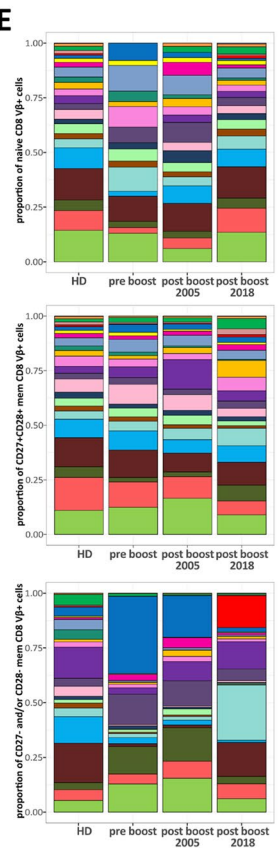 E
proportion of naive CD8 Vβ+ cells
1.00
0.75
0.50
0.25
0.00
HD pre boost post boost post boost
2005 2018
proportion of CD27+CD28+ mem CD8 Vβ+ cells
1.00
0.75
0.50
0.25
0.00
HD pre boost post boost post boost
2005 2018
proportion of CD27- and/or CD28- mem CD8 Vβ+ cells
1.00
0.75
0.50
0.25
0.00
HD pre boost post boost post boost
2005 2018